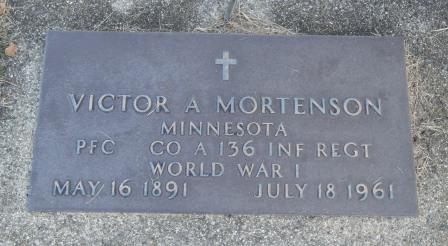 VICTOR A MORTENSON
MINNESOTA
PFC CO A 136 INF REGT
WORLD WAR I
MAY 16 1891 JULY 18 1961